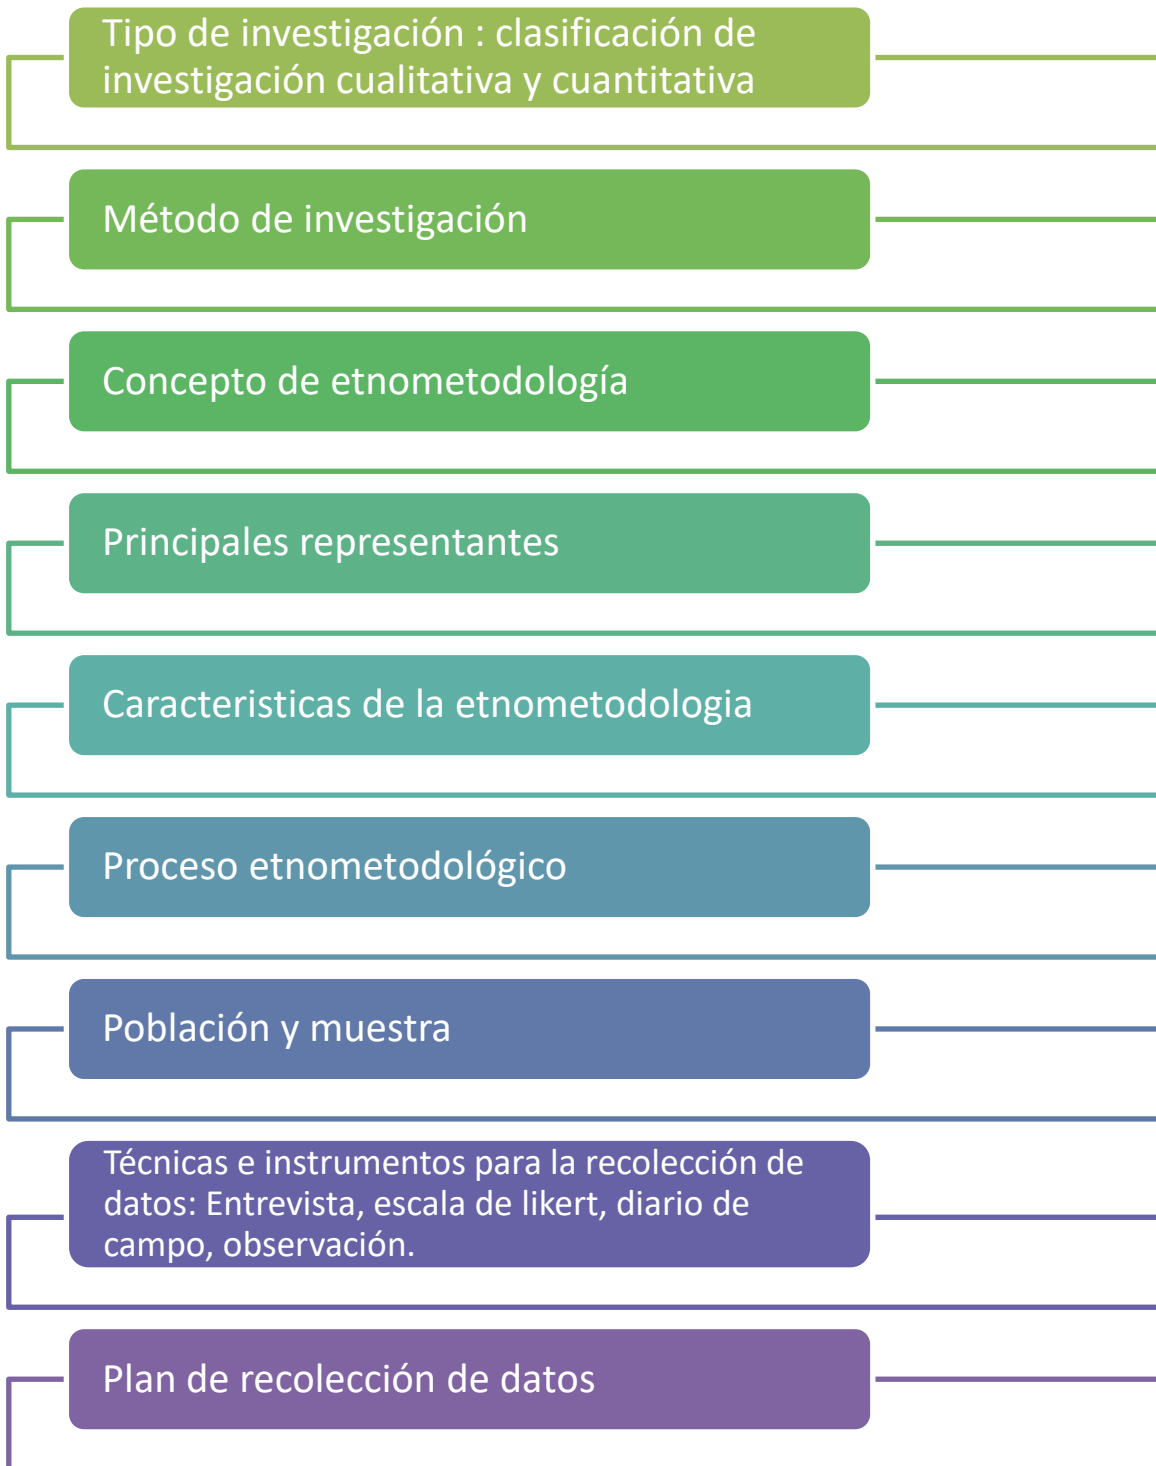 Tipo de investigación : clasificación de
investigación cualitativa y cuantitativa
Método de investigación
Concepto de etnometodología
Principales representantes
Caracteristicas de la etnometodologia
Proceso etnometodológico
Población y muestra
Técnicas e instrumentos para la recolección de
datos: Entrevista, escala de likert, diario de
campo, observación.
Plan de recolección de datos